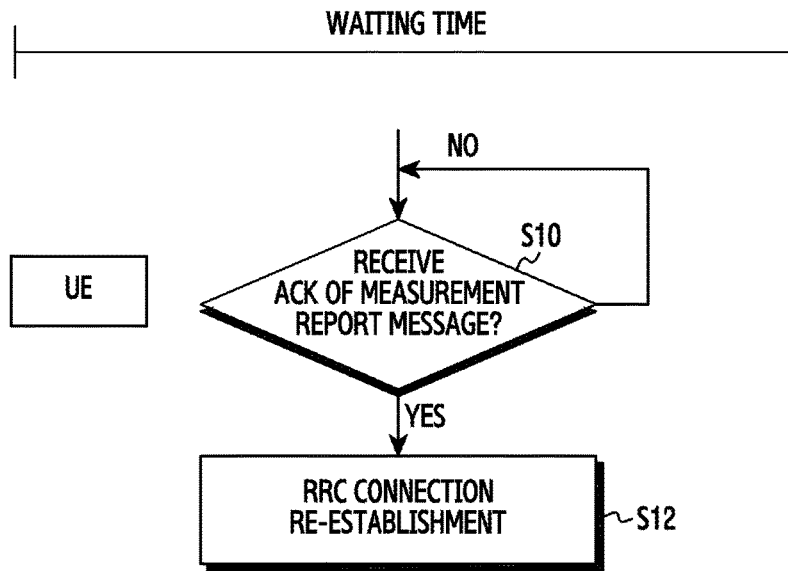 WAITING TIME
NO
S10
UE
RECEIVE
ACK OF MEASUREMENT
REPORT MESSAGE?
YES
RRC CONNECTION
RE-ESTABLISHMENT
S12